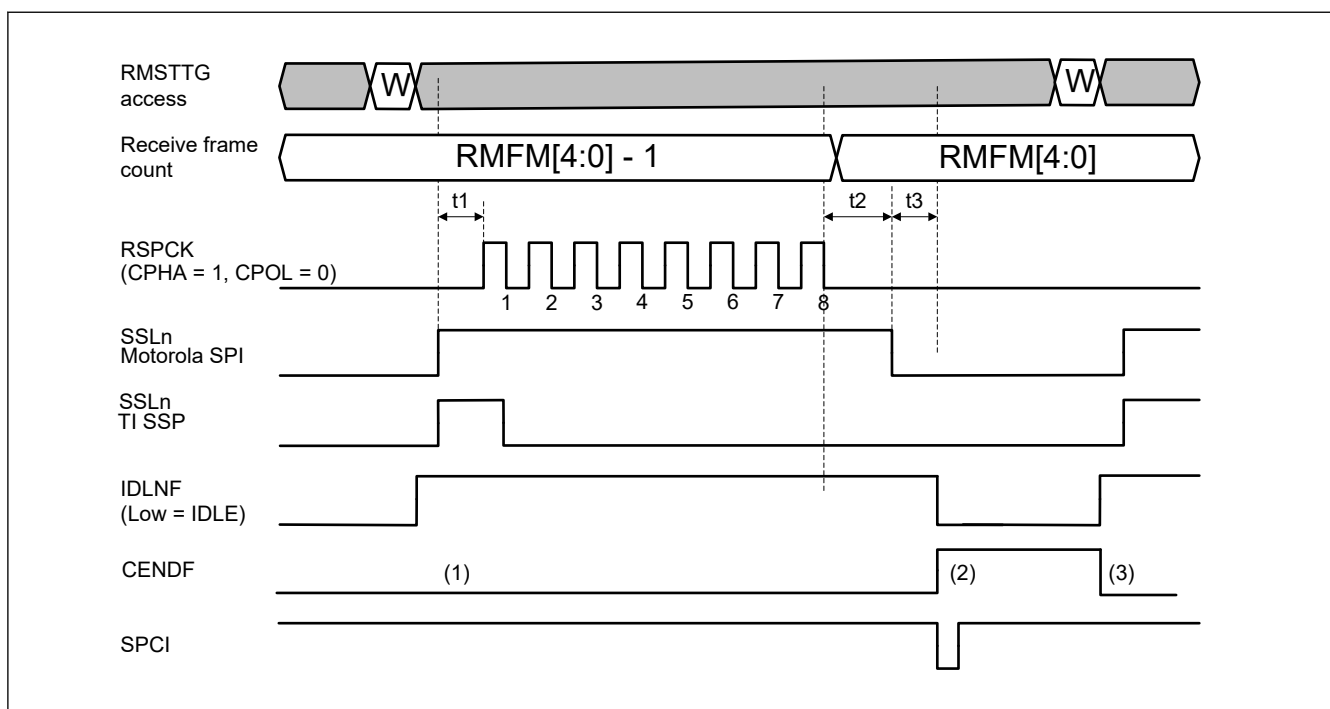 RMSTTG
access
W
W
Receive frame
count
RMFM[4:0] - 1
RMFM[4:0]
t1
t2
t3
RSPCK
(CPHA = 1, CPOL = 0)
1 2 3 4 5 6 7 8
SSLn
Motorola SPI
SSLn
TI SSP
IDLNF
(Low = IDLE)
CENDF
(1)
(2)
(3)
SPCI